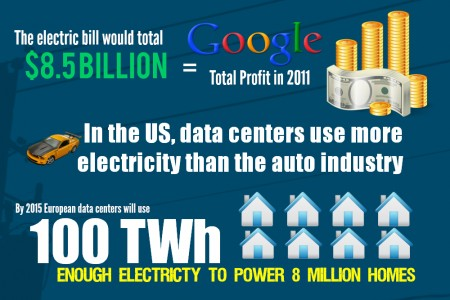 The electric bill would total
$8.5 BILLION
=
Google
Total Profit in 2011
In the US, data centers use more
electricity than the auto industry
By 2015 European data centers will use
100 TWh
ENOUGH ELECTRICTY TO POWER 8 MILLION HOMES